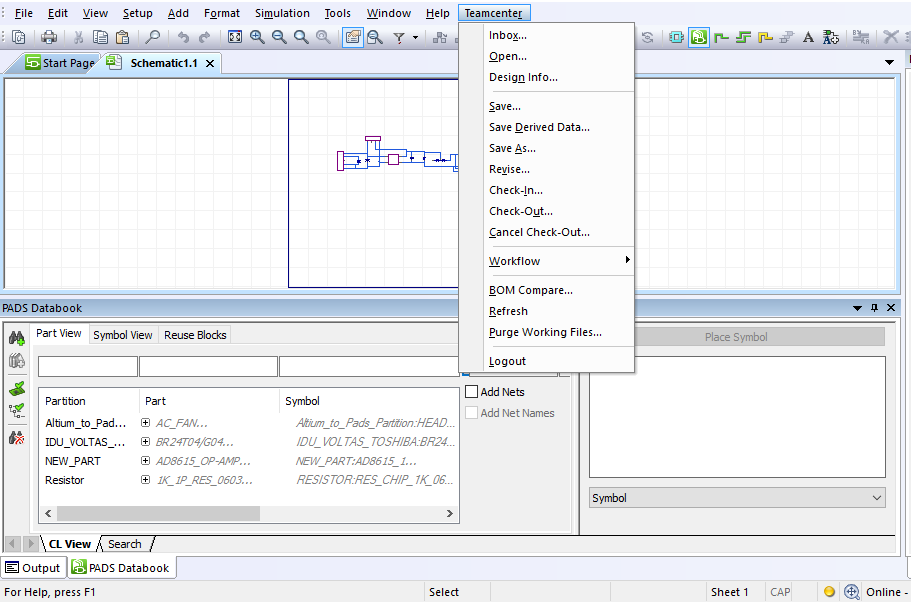 File Edit View Setup Add Format Simulation Tools Window Help Teamcenter
Start Page Schematic1.1
Inbox...
Open...
Design Info...
Save...
Save Derived Data...
Save As...
Revise...
Check-In...
Check-Out...
Cancel Check-Out...
Workflow
BOM Compare...
Refresh
Purge Working Files...
Logout
PADS Databook
Part View Symbol View Reuse Blocks
Place Symbol
Add Nets
Add Net Names
Partition Part Symbol
Altium_to_Pad... AC_FAN... Altium_to_Pads_Partition:HEAD...
IDU_VOLTAS_... BR24T04/G04... IDU_VOLTAS_TOSHIBA:BR24...
NEW_PART AD8615_OP-AMP... NEW_PART:AD8615_1...
Resistor 1K_1P_RES_0603... RESISTOR:RES_CHIP_1K_06...
Symbol
CL View Search
Output PADS Databook
For Help, press F1 Select Sheet 1 CAP Online -